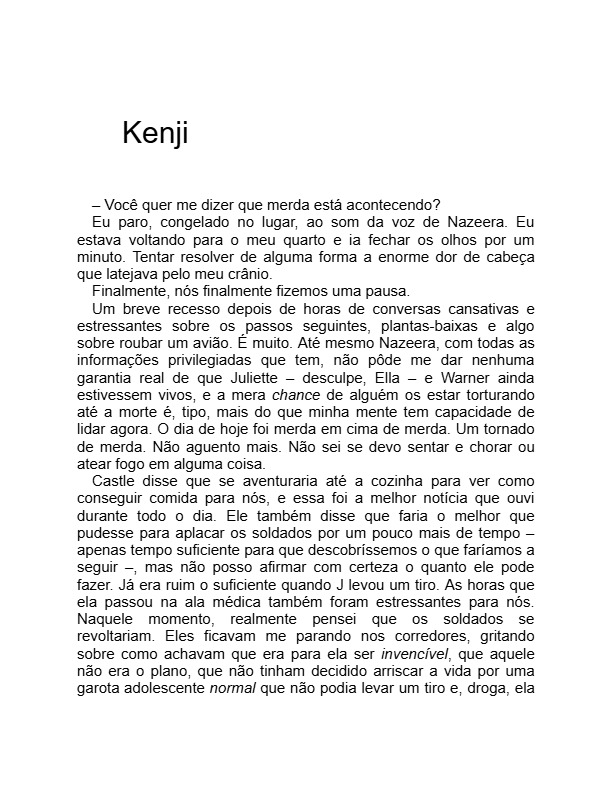 Kenji
– Você quer me dizer que merda está acontecendo?
Eu paro, congelado no lugar, ao som da voz de Nazeera. Eu
estava voltando para o meu quarto e ia fechar os olhos por um
minuto. Tentar resolver de alguma forma a enorme dor de cabeça
que latejava pelo meu crânio.
Finalmente, nós finalmente fizemos uma pausa.
Um breve recesso depois de horas de conversas cansativas e
estressantes sobre os passos seguintes, plantas-baixas e algo
sobre roubar um avião. É muito. Até mesmo Nazeera, com todas as
informações privilegiadas que tem, não pôde me dar nenhuma
garantia real de que Juliette – desculpe, Ella – e Warner ainda
estivessem vivos, e a mera chance de alguém os estar torturando
até a morte é, tipo, mais do que minha mente tem capacidade de
lidar agora. O dia de hoje foi merda em cima de merda. Um tornado
de merda. Não aguento mais. Não sei se devo sentar e chorar ou
atear fogo em alguma coisa.
Castle disse que se aventuraria até a cozinha para ver como
conseguir comida para nós, e essa foi a melhor notícia que ouvi
durante todo o dia. Ele também disse que faria o melhor que
pudesse para aplacar os soldados por um pouco mais de tempo –
apenas tempo suficiente para que descobríssemos o que faríamos a
seguir –, mas não posso afirmar com certeza o quanto ele pode
fazer. Já era ruim o suficiente quando J levou um tiro. As horas que
ela passou na ala médica também foram estressantes para nós.
Naquele momento, realmente pensei que os soldados se
revoltariam. Eles ficavam me parando nos corredores, gritando
sobre como achavam que era para ela ser invencível, que aquele
não era o plano, que não tinham decidido arriscar a vida por uma
garota adolescente normal que não podia levar um tiro e, droga, ela